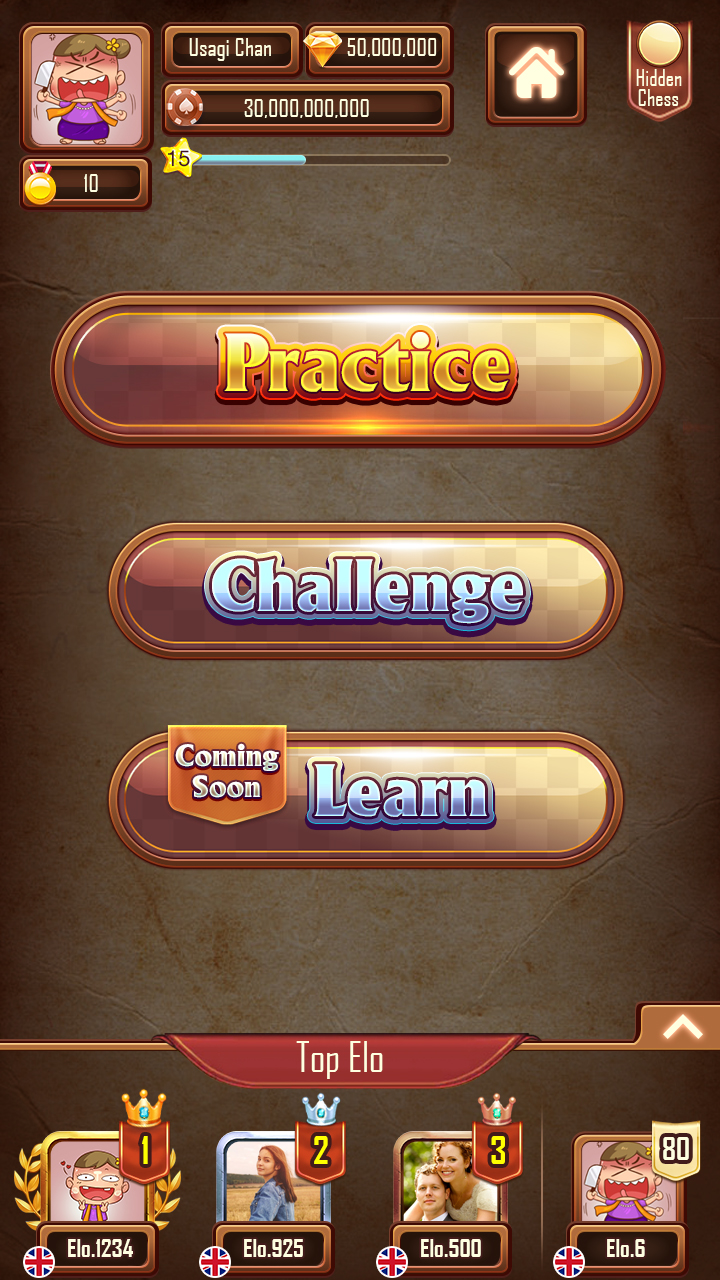 Usagi Chan
50,000,000
30,000,000,000
15
10
Hidden
Chess
Practice
Challenge
Coming
Soon
Learn
Top Elo
1
2
3
80
Elo.1234
Elo.925
Elo.500
Elo.6